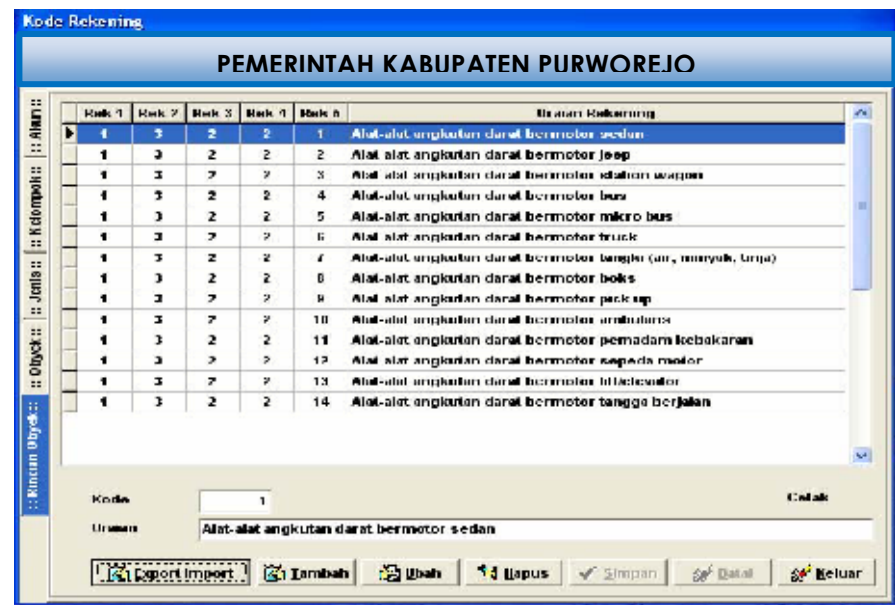 Kode Rekening
PEMERINTAH KABUPATEN PURWOREJO
:: Akun ::
:: Kelompok ::
:: Jenis ::
:: Obyek ::
:: Rincian Obyek ::
Rek 1 Rek 2 Rek 3 Rek 4 Rek 5 Uraian Rekening
1 3 2 2 1 Alat-alat angkutan darat bermotor sedan
1 3 2 2 2 Alat-alat angkutan darat bermotor jeep
1 3 2 2 3 Alat-alat angkutan darat bermotor station wagon
1 3 2 2 4 Alat-alat angkutan darat bermotor bus
1 3 2 2 5 Alat-alat angkutan darat bermotor mikro bus
1 3 2 2 6 Alat-alat angkutan darat bermotor truck
1 3 2 2 7 Alat-alat angkutan darat bermotor tangki (air, minyak, tinja)
1 3 2 2 8 Alat-alat angkutan darat bermotor boks
1 3 2 2 9 Alat-alat angkutan darat bermotor pick up
1 3 2 2 10 Alat-alat angkutan darat bermotor ambulans
1 3 2 2 11 Alat-alat angkutan darat bermotor pemadam kebakaran
1 3 2 2 12 Alat-alat angkutan darat bermotor sepeda motor
1 3 2 2 13 Alat-alat angkutan darat bermotor lift/elevator
1 3 2 2 14 Alat-alat angkutan darat bermotor tangga berjalan
Kode 1 Cetak
Uraian Alat-alat angkutan darat bermotor sedan
Export Import Tambah Ubah Hapus Simpan Batal Keluar